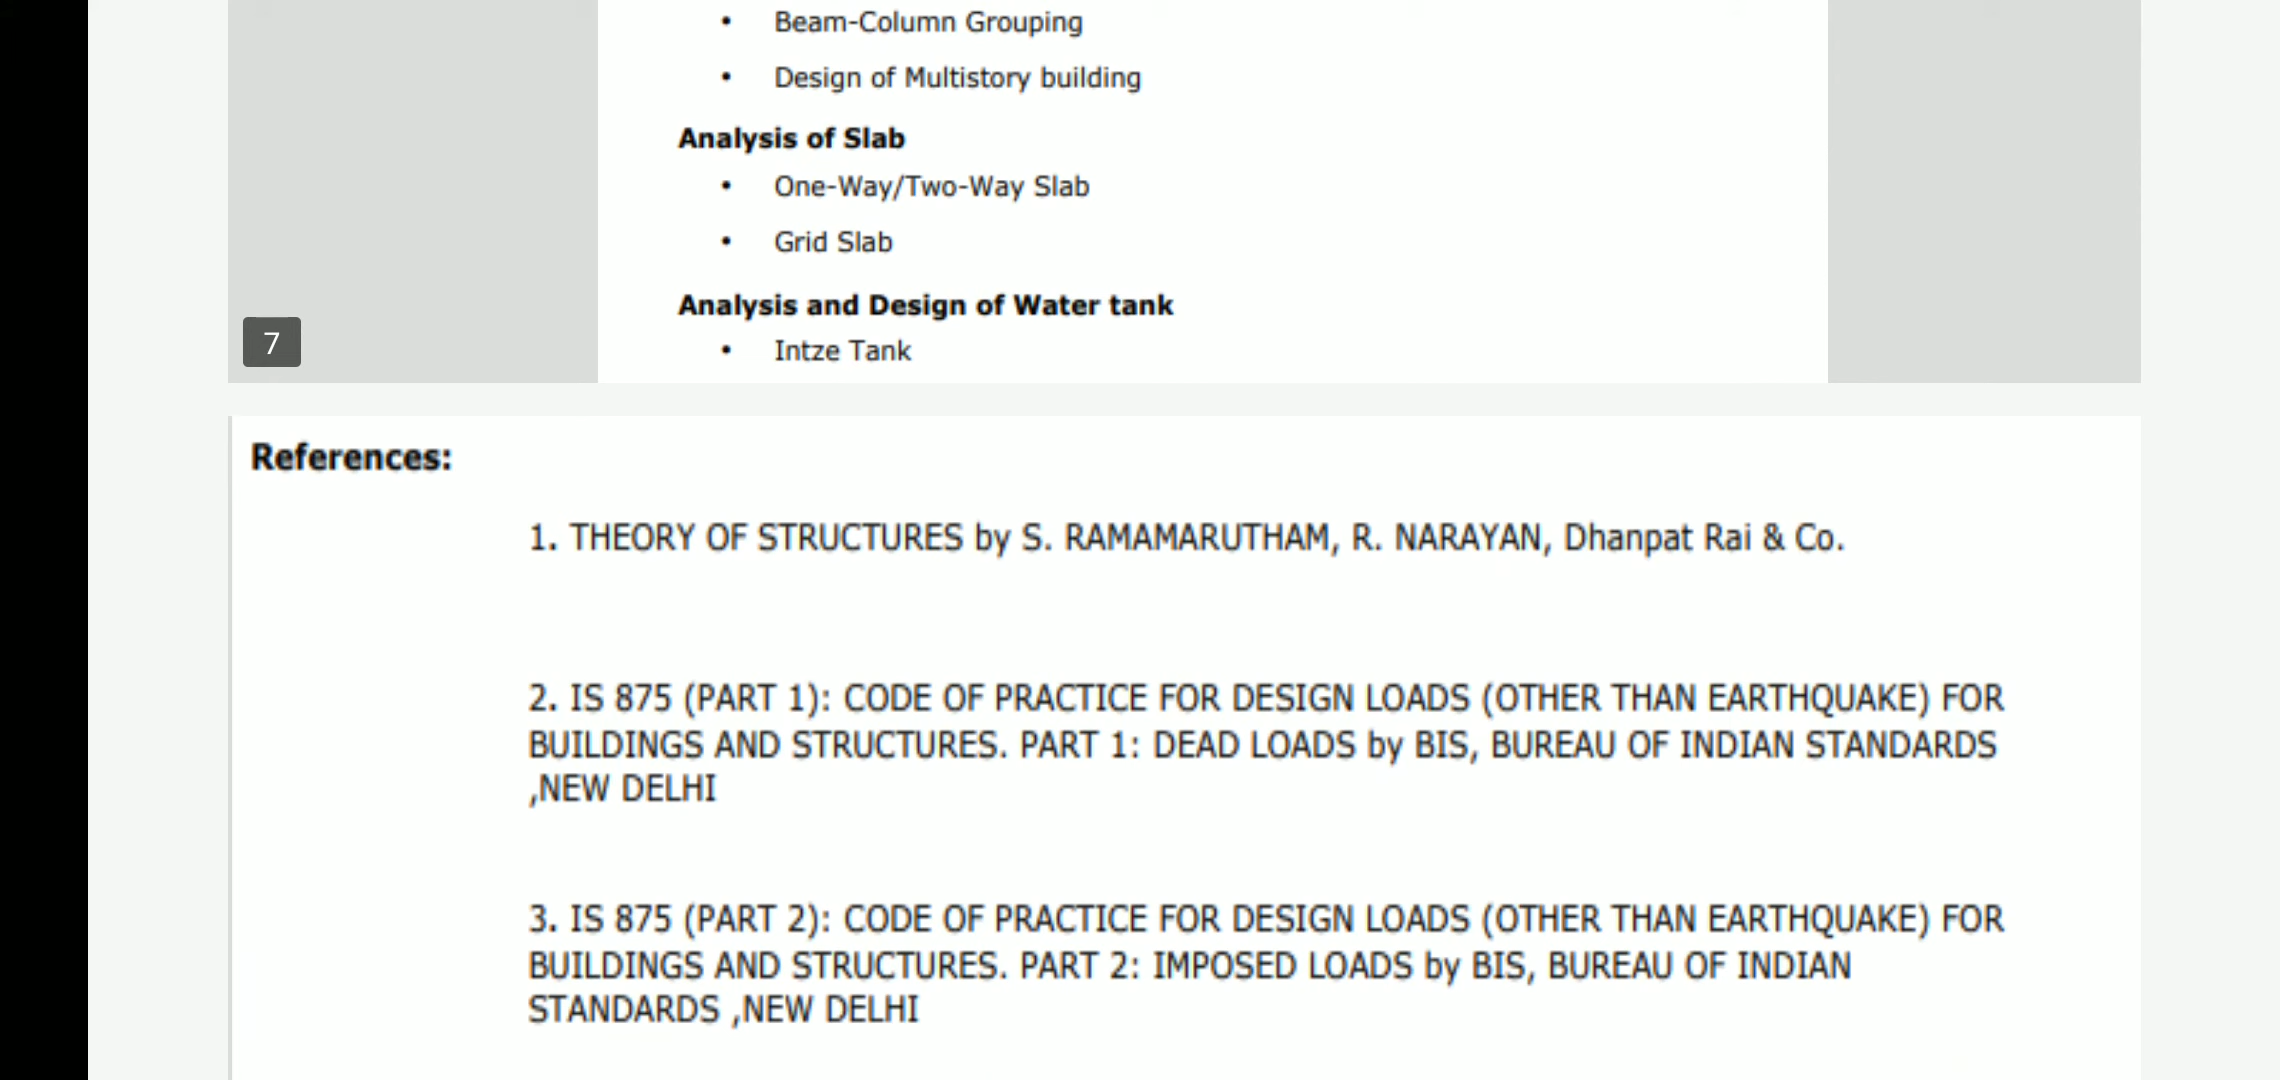 • Beam-Column Grouping
• Design of Multistory building
Analysis of Slab
• One-Way/Two-Way Slab
• Grid Slab
Analysis and Design of Water tank
• Intze Tank
7
References:
1. THEORY OF STRUCTURES by S. RAMAMARUTHAM, R. NARAYAN, Dhanpat Rai & Co.
2. IS 875 (PART 1): CODE OF PRACTICE FOR DESIGN LOADS (OTHER THAN EARTHQUAKE) FOR
BUILDINGS AND STRUCTURES. PART 1: DEAD LOADS by BIS, BUREAU OF INDIAN STANDARDS
,NEW DELHI
3. IS 875 (PART 2): CODE OF PRACTICE FOR DESIGN LOADS (OTHER THAN EARTHQUAKE) FOR
BUILDINGS AND STRUCTURES. PART 2: IMPOSED LOADS by BIS, BUREAU OF INDIAN
STANDARDS ,NEW DELHI